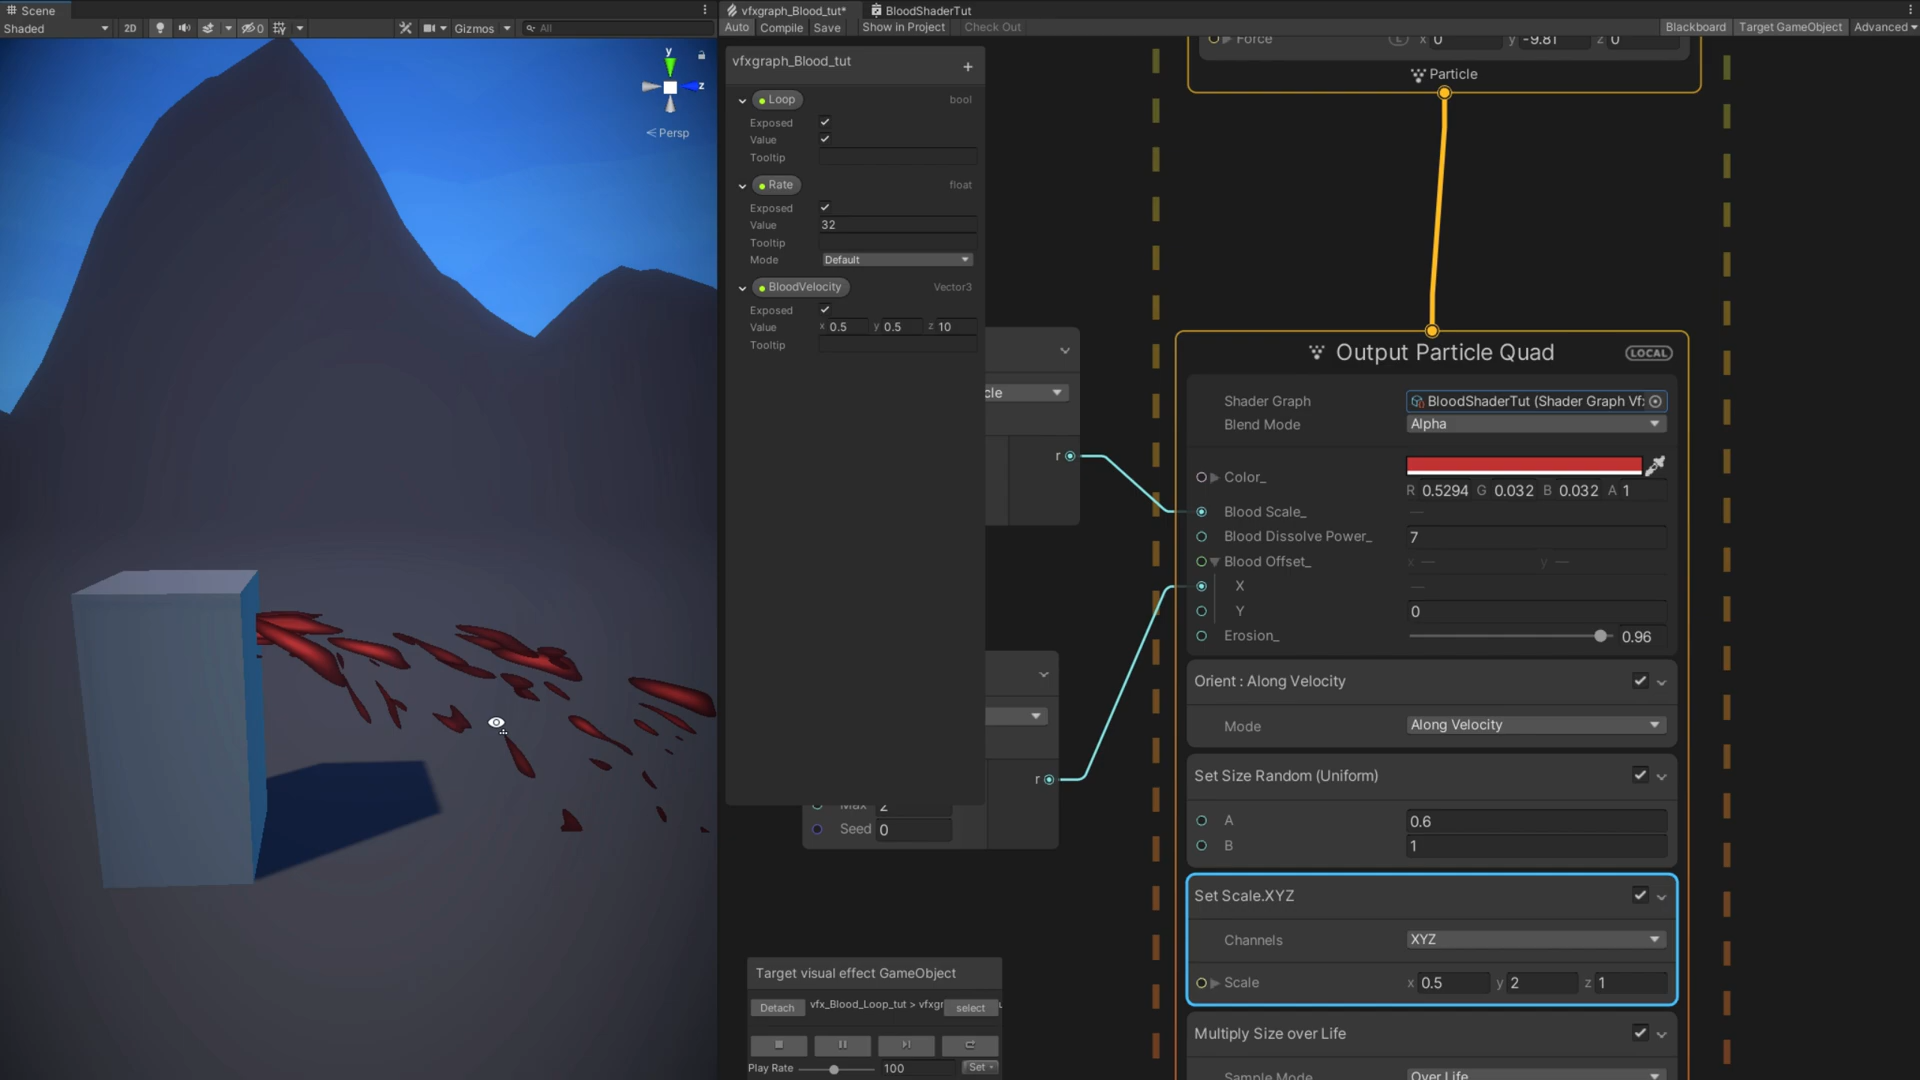 Scene
Shaded
2D
0
Gizmos
All
y
z
Persp
vfxgraph_Blood_tut*
BloodShaderTut
Auto
Compile
Save
Show in Project
Check Out
Blackboard
Target GameObject
Advanced
vfxgraph_Blood_tut
+
Loop bool
Exposed
Value
Tooltip
Rate float
Exposed
Value 32
Tooltip
Mode Default
BloodVelocity Vector3
Exposed
Value x 0.5 y 0.5 z 10
Tooltip
cle
r
r
Max 2
Seed 0
Target visual effect GameObject
Detach vfx_Blood_Loop_tut > vfxgr select
Play Rate 100 Set
Force L x 0 y -9.81 z 0
Particle
Output Particle Quad LOCAL
Shader Graph BloodShaderTut (Shader Graph Vf
Blend Mode Alpha
Color_
R 0.5294 G 0.032 B 0.032 A 1
Blood Scale_ —
Blood Dissolve Power_ 7
Blood Offset_ x — y —
X —
Y 0
Erosion_ 0.96
Orient : Along Velocity
Mode Along Velocity
Set Size Random (Uniform)
A 0.6
B 1
Set Scale.XYZ
Channels XYZ
Scale x 0.5 y 2 z 1
Multiply Size over Life
Sample Mode Over Life